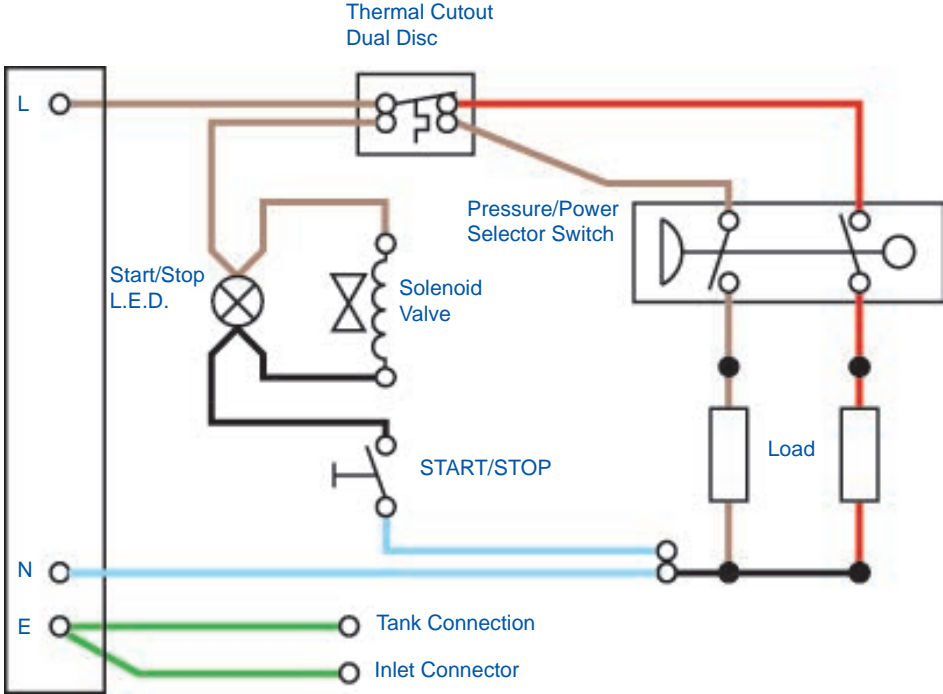 Thermal Cutout
Dual Disc
L
Pressure/Power
Selector Switch
Start/Stop
L.E.D.
Solenoid
Valve
Load
START/STOP
N
E
Tank Connection
Inlet Connector